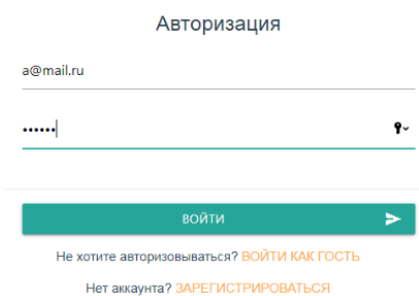 Авторизация
a@mail.ru
••••••
ВОЙТИ
Не хотите авторизовываться? ВОЙТИ КАК ГОСТЬ
Нет аккаунта? ЗАРЕГИСТРИРОВАТЬСЯ